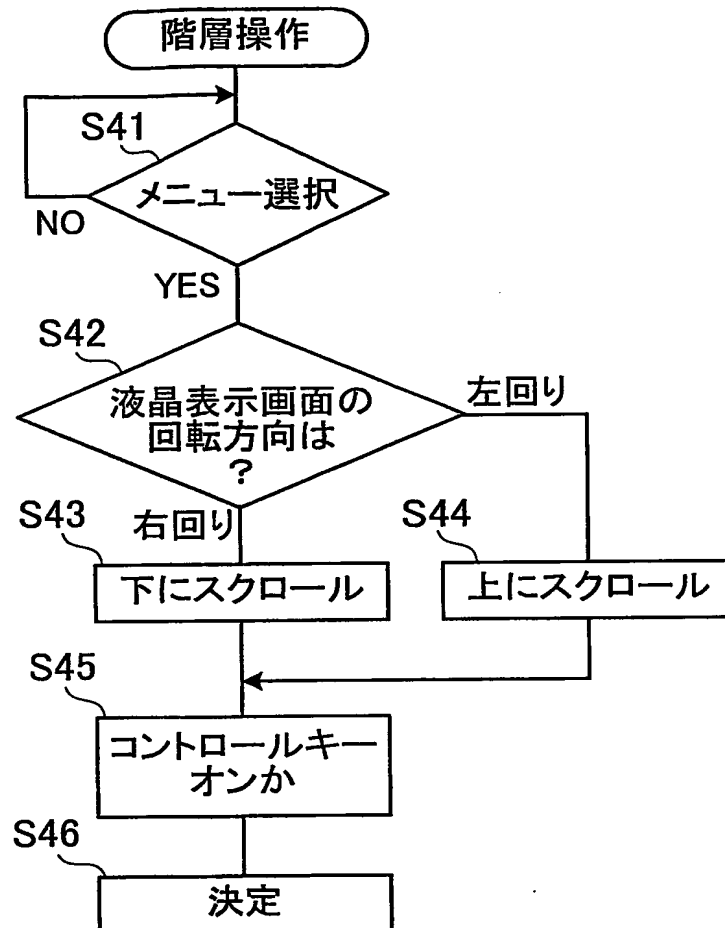 階層操作
S41
メニュー選択
NO
YES
S42
液晶表示画面の
回転方向は
?
左回り
右回り
S43
下にスクロール
S44
上にスクロール
S45
コントロールキー
オンか
S46
決定